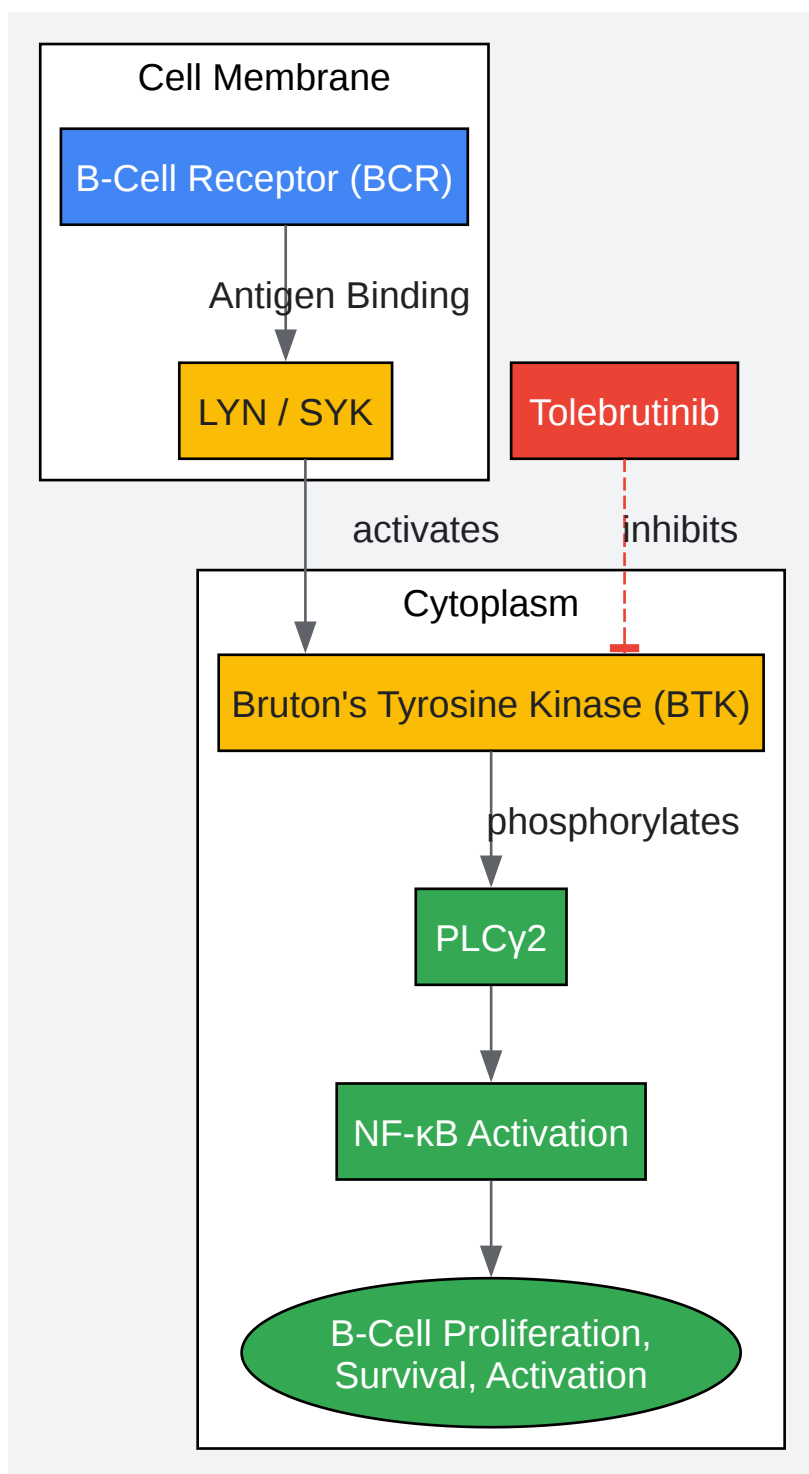 Cell Membrane
B-Cell Receptor (BCR)
Antigen Binding
LYN / SYK
Tolebrutinib
activates
inhibits
Cytoplasm
Bruton's Tyrosine Kinase (BTK)
phosphorylates
PLCγ2
NF-κB Activation
B-Cell Proliferation,
Survival, Activation